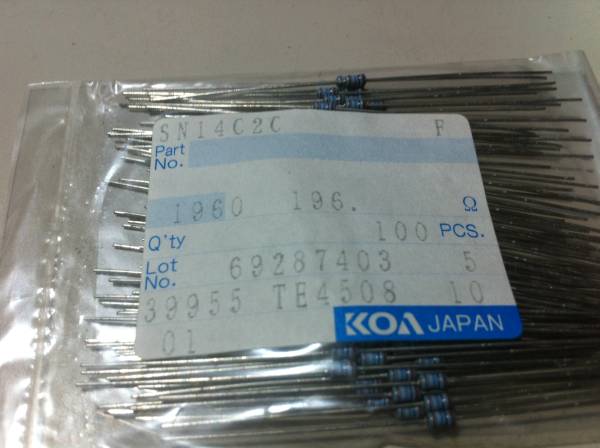 SN14C2C F
Part
No.
1960 196. Ω
Q'ty 100 PCS.
Lot
No. 69287403 5
39955 TE4508 10
01
KOA JAPAN